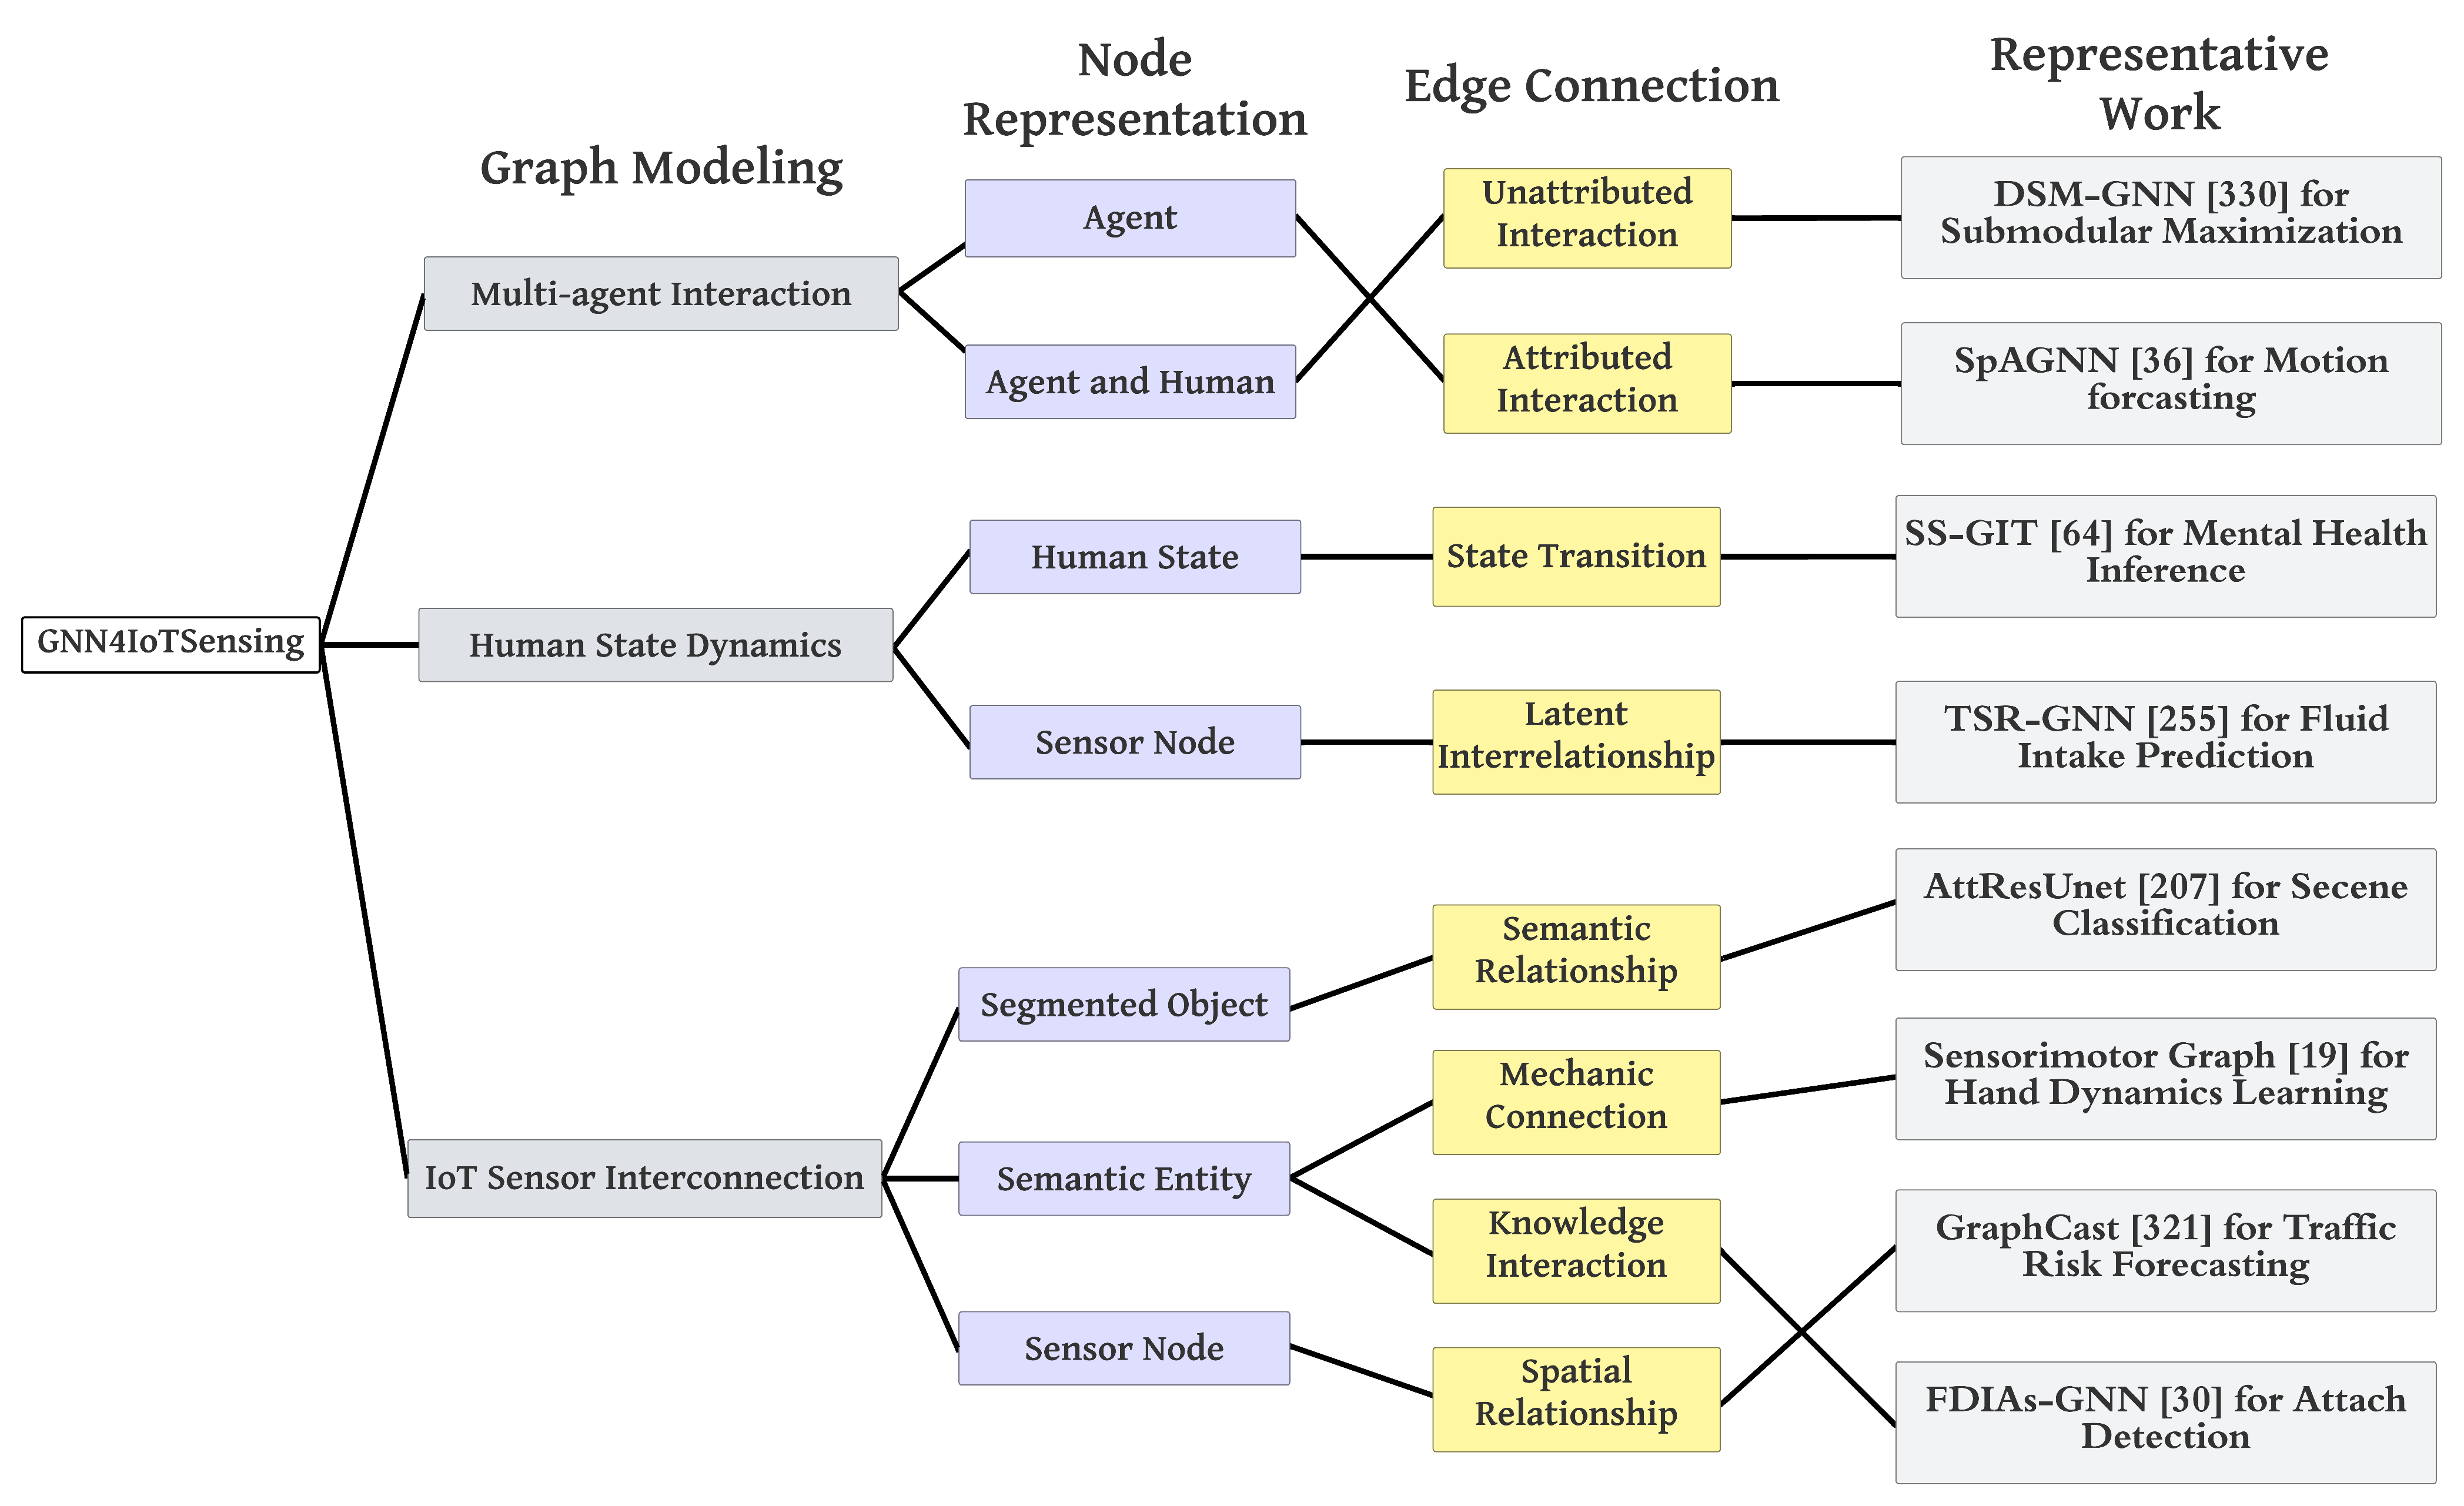 Graph Modeling
Node
Representation
Edge Connection
Representative
Work
GNN4IoTSensing
Multi-agent Interaction
Agent
Agent and Human
Unattributed
Interaction
Attributed
Interaction
DSM-GNN [330] for
Submodular Maximization
SpAGNN [36] for Motion
forcasting
Human State Dynamics
Human State
Sensor Node
State Transition
Latent
Interrelationship
SS-GIT [64] for Mental Health
Inference
TSR-GNN [255] for Fluid
Intake Prediction
IoT Sensor Interconnection
Segmented Object
Semantic Entity
Sensor Node
Semantic
Relationship
Mechanic
Connection
Knowledge
Interaction
Spatial
Relationship
AttResUnet [207] for Secene
Classification
Sensorimotor Graph [19] for
Hand Dynamics Learning
GraphCast [321] for Traffic
Risk Forecasting
FDIAs-GNN [30] for Attach
Detection